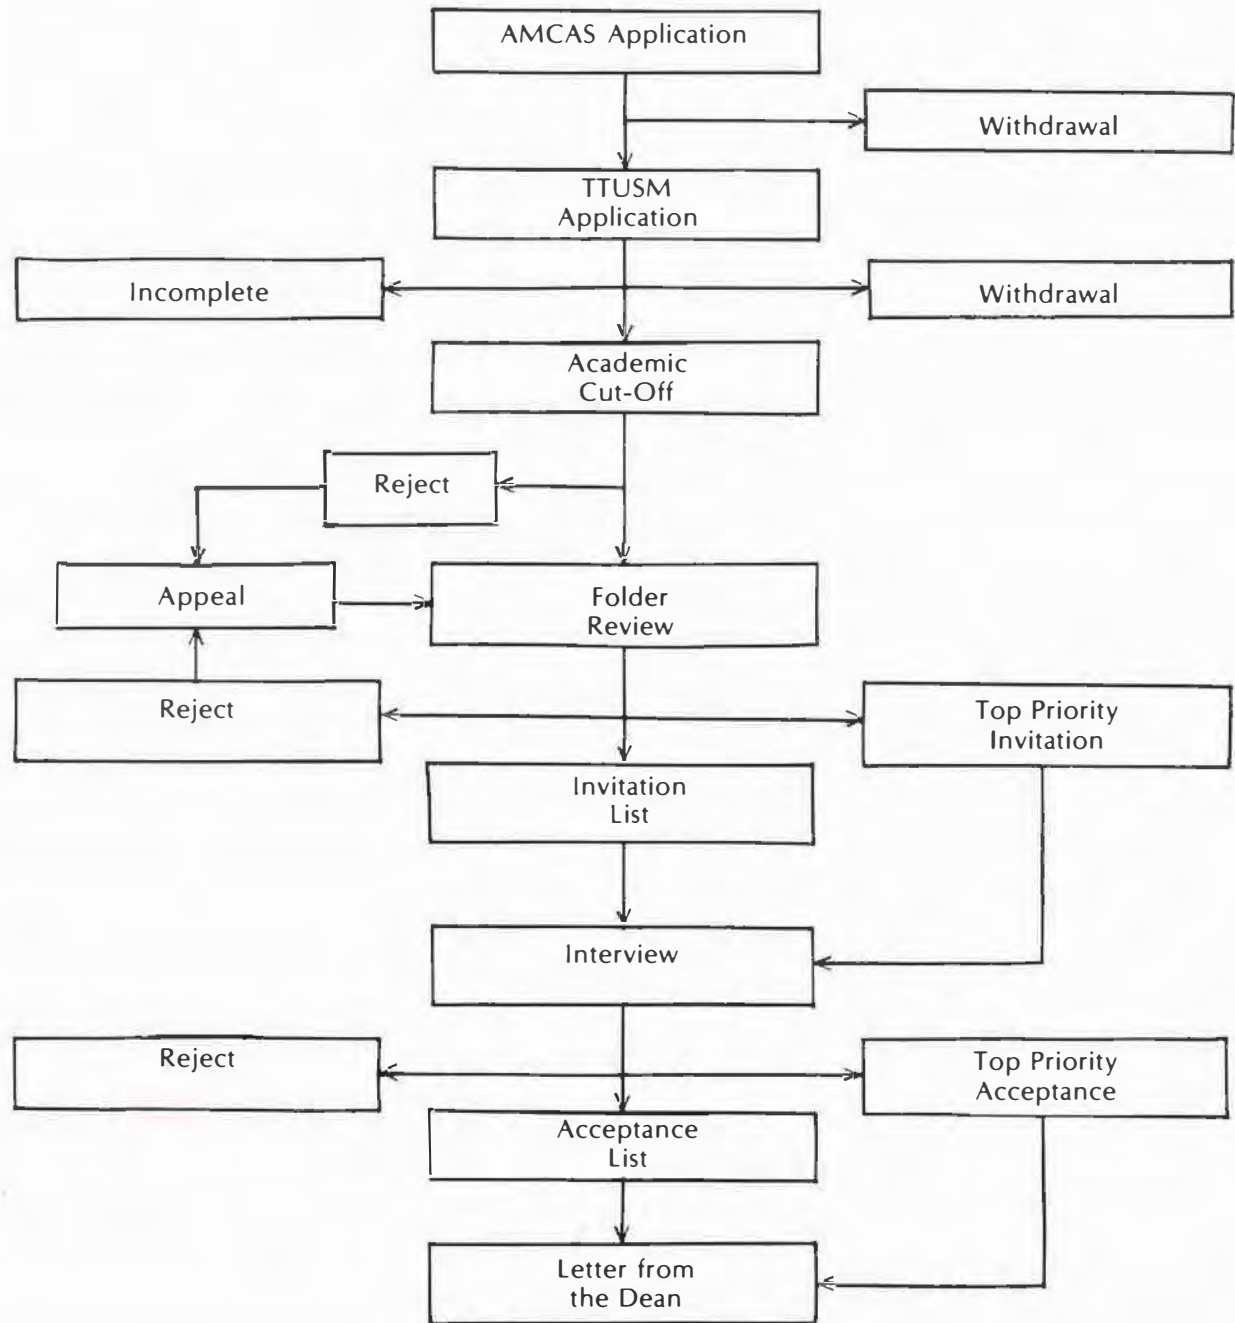 AMCAS Application
Withdrawal
TTUSM
Application
Incomplete
Withdrawal
Academic
Cut-Off
Reject
Appeal
Folder
Review
Reject
Top Priority
Invitation
Invitation
List
Interview
Reject
Top Priority
Acceptance
Acceptance
List
Letter from
the Dean